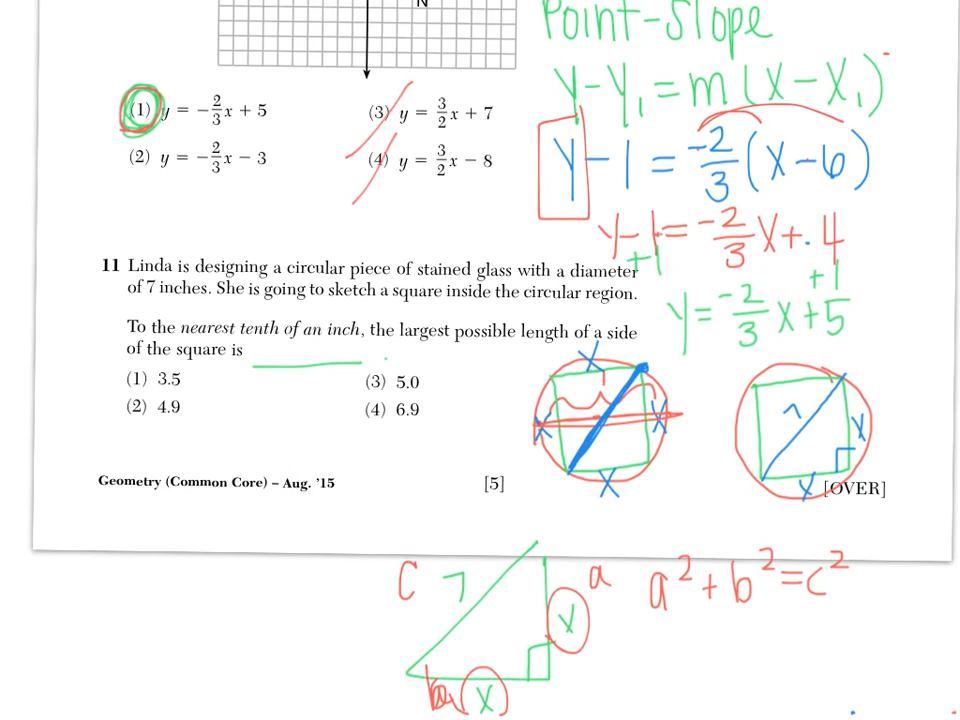 N
Point-Slope
y-y₁=m(x-x₁)
(1) y = -2/3x + 5
(3) y = 3/2x + 7
(2) y = -2/3x - 3
(4) y = 3/2x - 8
y-1=-2/3(x-6)
y-1=-2/3x+4
+1 +1
y=-2/3x+5
11 Linda is designing a circular piece of stained glass with a diameter
of 7 inches. She is going to sketch a square inside the circular region.
To the nearest tenth of an inch, the largest possible length of a side
of the square is
(1) 3.5
(3) 5.0
(2) 4.9
(4) 6.9
x
7
x x
x
7
x
x
Geometry (Common Core) – Aug. '15
[5]
[OVER]
c 7 a
x
b (x)
a²+b²=c²